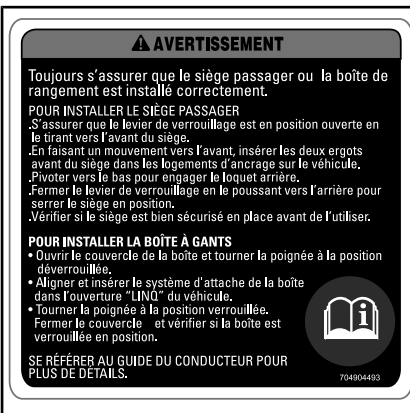 AVERTISSEMENT
Toujours s'assurer que le siège passager ou la boîte de
rangement est installé correctement.
POUR INSTALLER LE SIÈGE PASSAGER
.S'assurer que le levier de verrouillage est en position ouverte en
le tirant vers l'avant du siège.
.En faisant un mouvement vers l'avant, insérer les deux ergots
avant du siège dans les logements d'ancrage sur le véhicule.
.Pivoter vers le bas pour engager le loquet arrière.
.Fermer le levier de verrouillage en le poussant vers l'arrière pour
serrer le siège en position.
.Vérifier si le siège est bien sécurisé en place avant de l'utiliser.
POUR INSTALLER LA BOÎTE À GANTS
• Ouvrir le couvercle de la boîte et tourner la poignée à la position
déverrouillée.
• Aligner et insérer le système d'attache de la boîte
dans l'ouverture "LINQ" du véhicule.
• Tourner la poignée à la position verrouillée.
Fermer le couvercle et vérifier si la boîte est
verrouillée en position.
SE RÉFÉRER AU GUIDE DU CONDUCTEUR POUR
PLUS DE DÉTAILS.
704904493